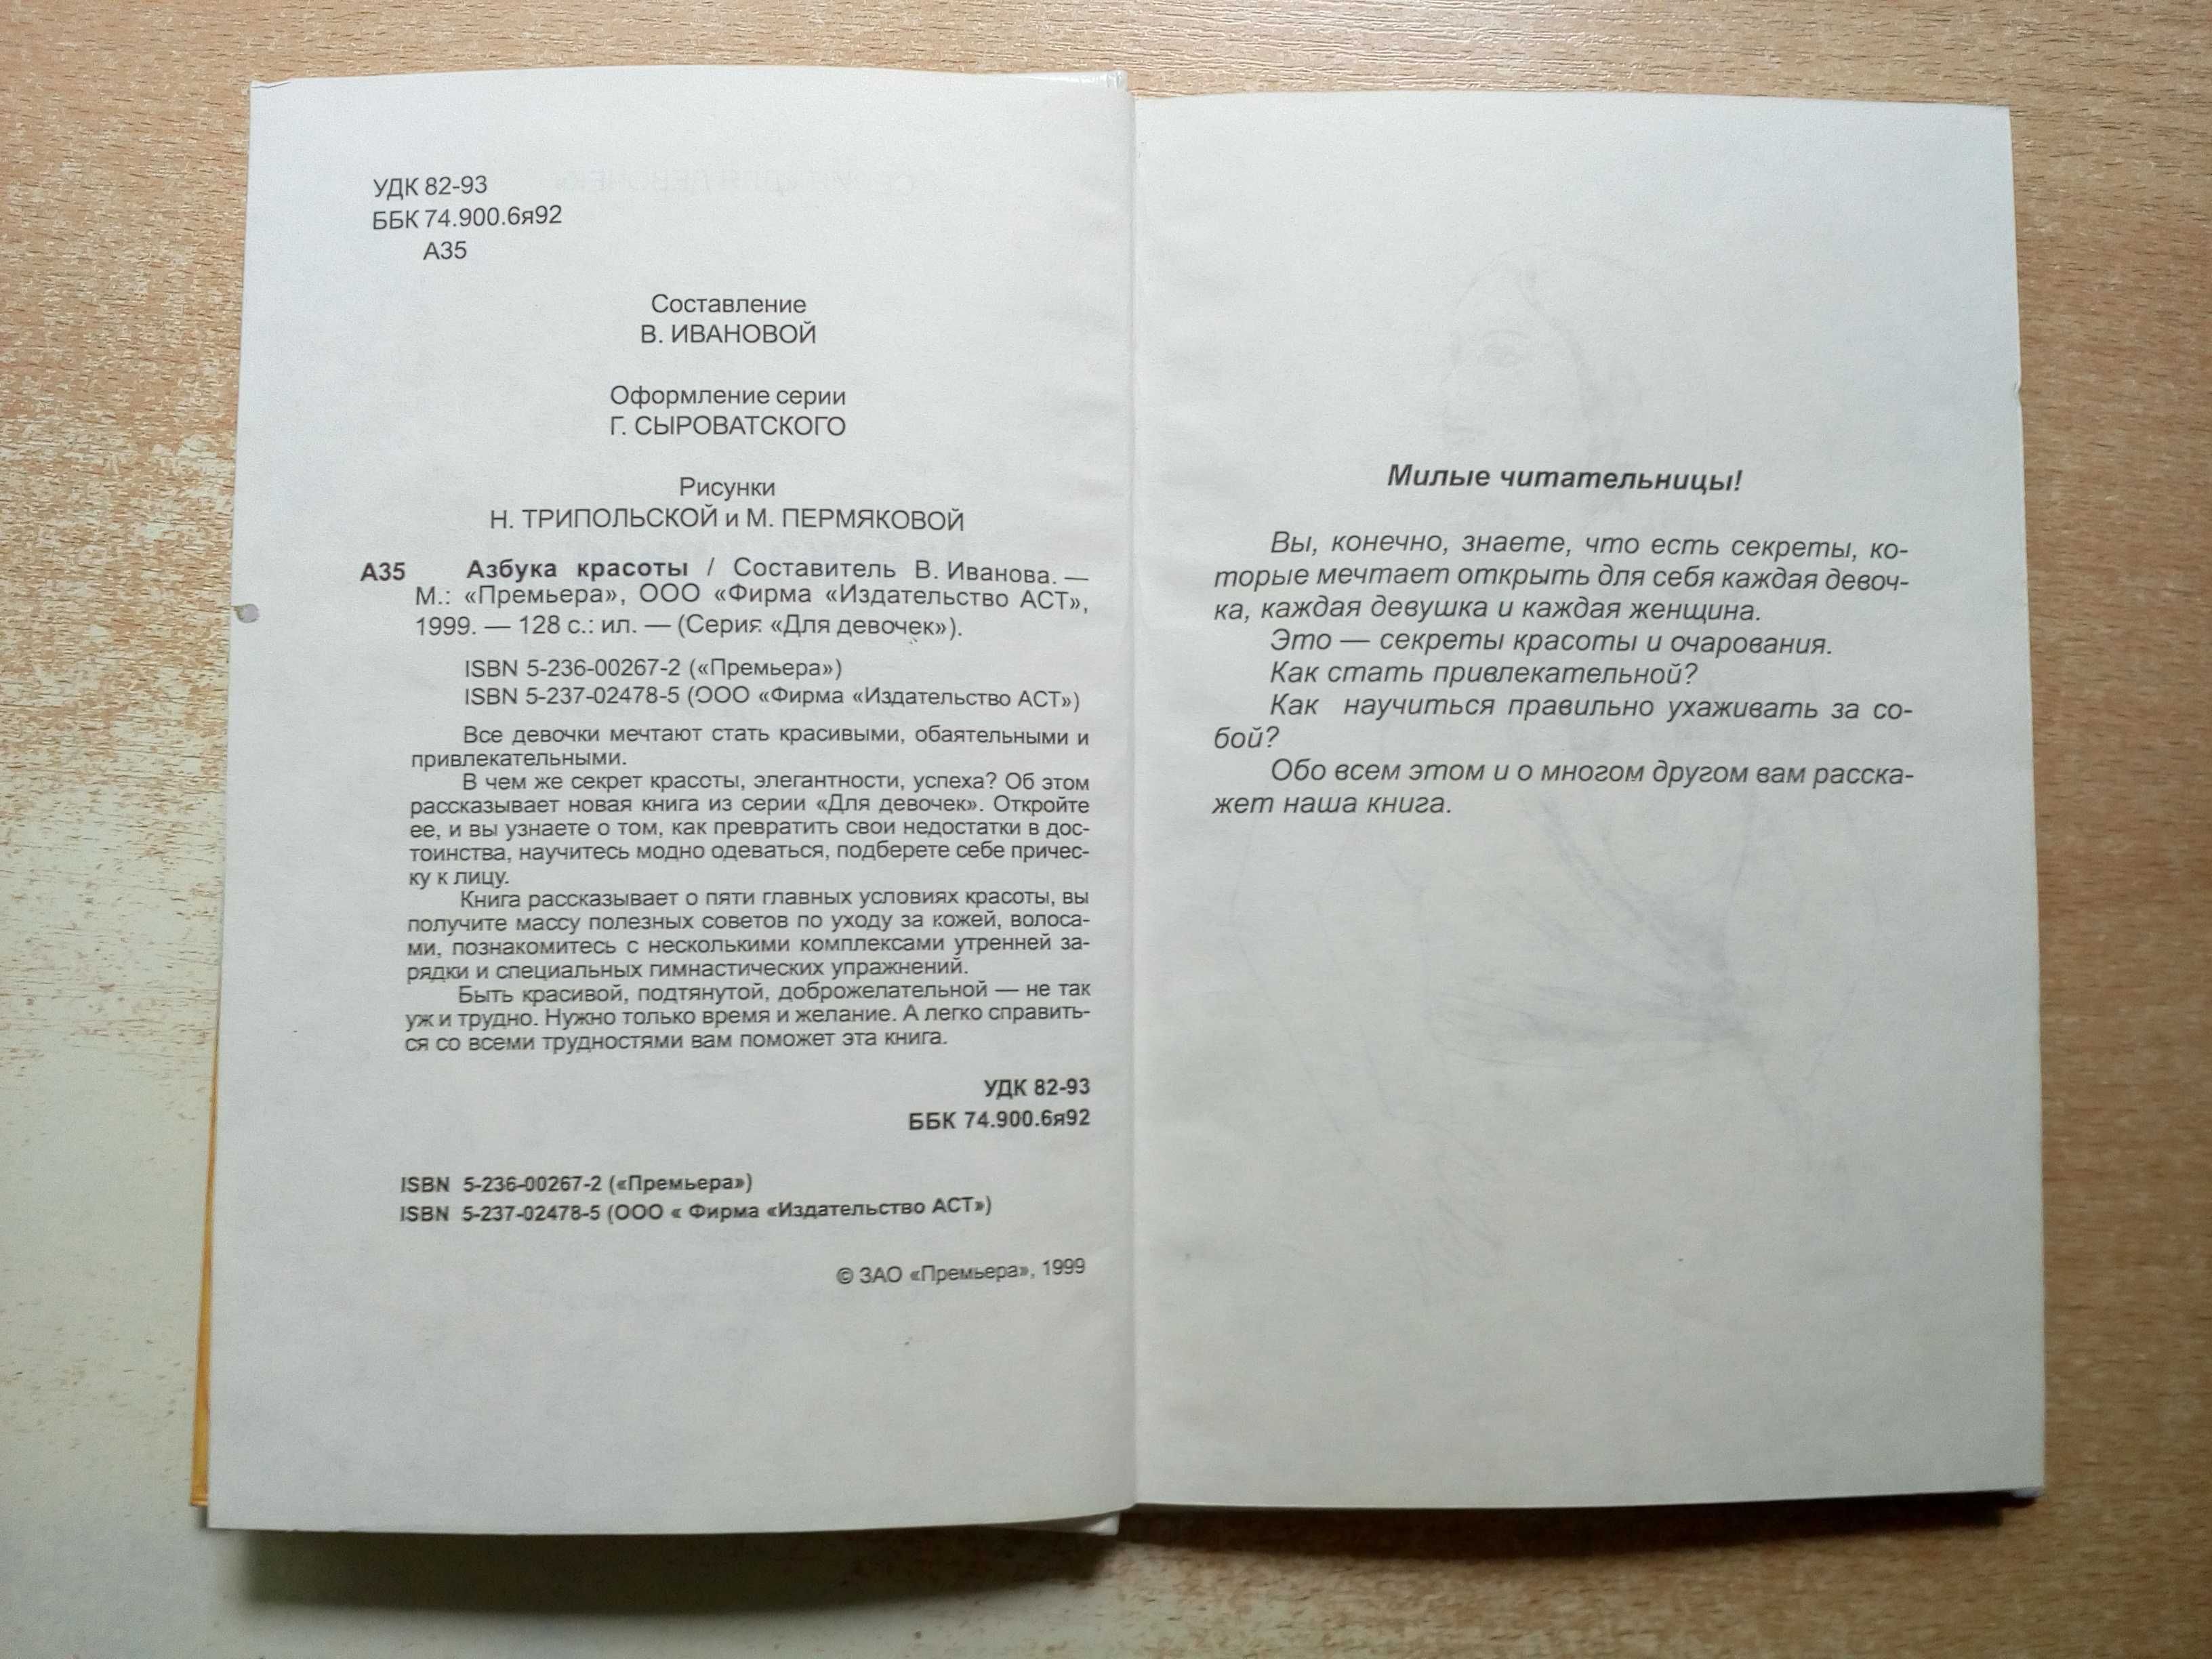 УДК 82-93
ББК 74.900.6я92
А35
Составление
В. ИВАНОВОЙ
Оформление серии
Г. СЫРОВАТСКОГО
Рисунки
Н. ТРИПОЛЬСКОЙ и М. ПЕРМЯКОВОЙ
А35 Азбука красоты / Составитель В. Иванова. —
М.: «Премьера», ООО «Фирма «Издательство АСТ»,
1999. — 128 с.: ил. — (Серия «Для девочек»).
ISBN 5-236-00267-2 («Премьера»)
ISBN 5-237-02478-5 (ООО «Фирма «Издательство АСТ»)
Все девочки мечтают стать красивыми, обаятельными и
привлекательными.
В чем же секрет красоты, элегантности, успеха? Об этом
рассказывает новая книга из серии «Для девочек». Откройте
ее, и вы узнаете о том, как превратить свои недостатки в дос-
тоинства, научитесь модно одеваться, подберете себе причес-
ку к лицу.
Книга рассказывает о пяти главных условиях красоты, вы
получите массу полезных советов по уходу за кожей, волоса-
ми, познакомитесь с несколькими комплексами утренней за-
рядки и специальных гимнастических упражнений.
Быть красивой, подтянутой, доброжелательной — не так
уж и трудно. Нужно только время и желание. А легко справить-
ся со всеми трудностями вам поможет эта книга.
УДК 82-93
ББК 74.900.6я92
ISBN 5-236-00267-2 («Премьера»)
ISBN 5-237-02478-5 (ООО « Фирма «Издательство АСТ»)
© ЗАО «Премьера», 1999
Милые читательницы!
Вы, конечно, знаете, что есть секреты, ко-
торые мечтает открыть для себя каждая девоч-
ка, каждая девушка и каждая женщина.
Это — секреты красоты и очарования.
Как стать привлекательной?
Как научиться правильно ухаживать за со-
бой?
Обо всем этом и о многом другом вам расска-
жет наша книга.